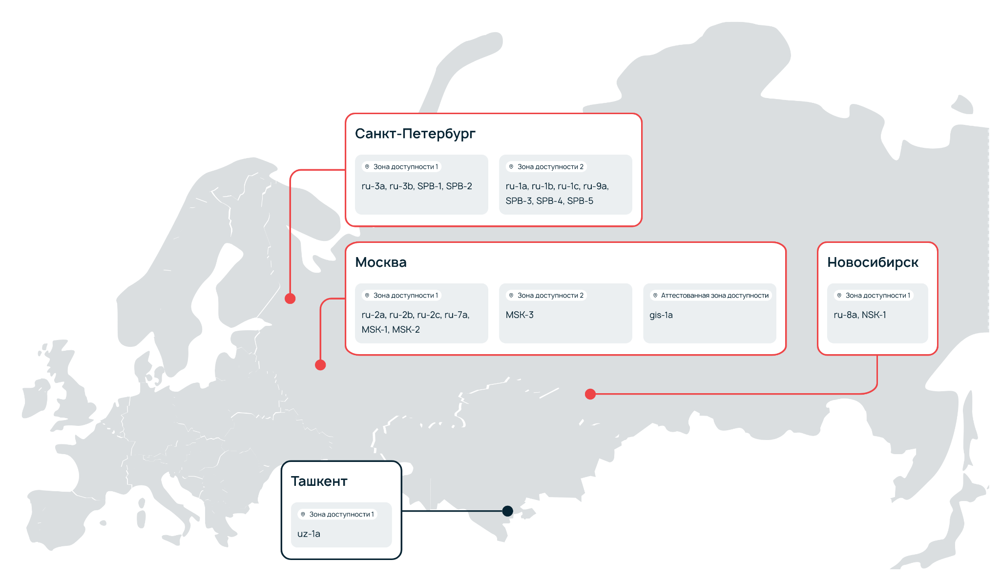 Санкт-Петербург
Зона доступности 1
ru-3a, ru-3b, SPB-1, SPB-2
Зона доступности 2
ru-1a, ru-1b, ru-1c, ru-9a,
SPB-3, SPB-4, SPB-5
Москва
Зона доступности 1
ru-2a, ru-2b, ru-2c, ru-7a,
MSK-1, MSK-2
Зона доступности 2
MSK-3
Аттестованная зона доступности
gis-1a
Новосибирск
Зона доступности 1
ru-8a, NSK-1
Ташкент
Зона доступности 1
uz-1a